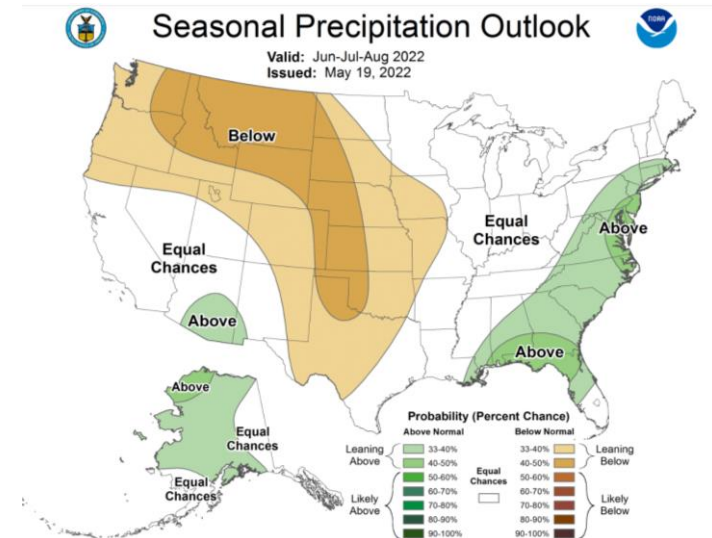 Seasonal Precipitation Outlook
NOAA
Valid: Jun-Jul-Aug 2022
Issued: May 19, 2022
Below
Equal
Chances
Above
Equal
Chances
Above
Above
Above
Equal
Chances
Equal
Chances
Probability (Percent Chance)
Above Normal Below Normal
Leaning
Above
33-40%
40-50%
Likely
Above
50-60%
60-70%
70-80%
80-90%
90-100%
Equal
Chances
33-40%
40-50%
Leaning
Below
50-60%
60-70%
70-80%
80-90%
90-100%
Likely
Below